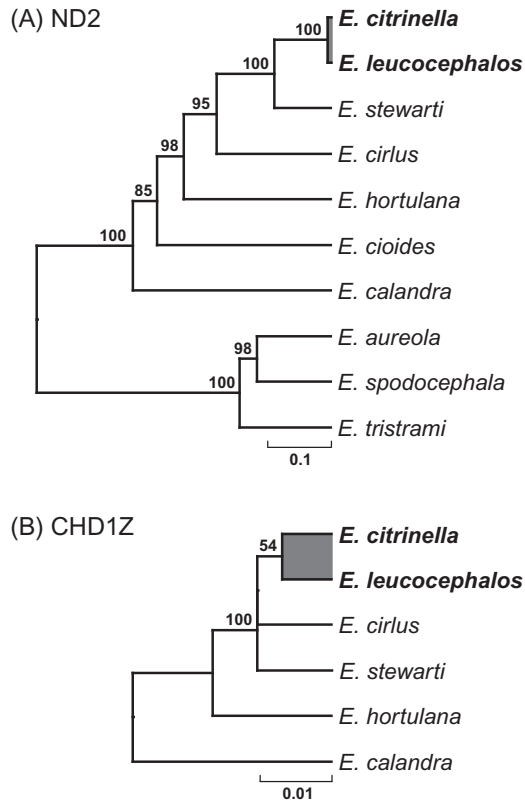 (A) ND2
100
E. citrinella
E. leucocephalos
100
E. stewarti
95
E. cirlus
98
E. hortulana
85
E. cioides
100
E. calandra
E. aureola
98
E. spodocephala
100
E. tristrami
0.1
(B) CHD1Z
E. citrinella
54
E. leucocephalos
100
E. cirlus
E. stewarti
E. hortulana
E. calandra
0.01